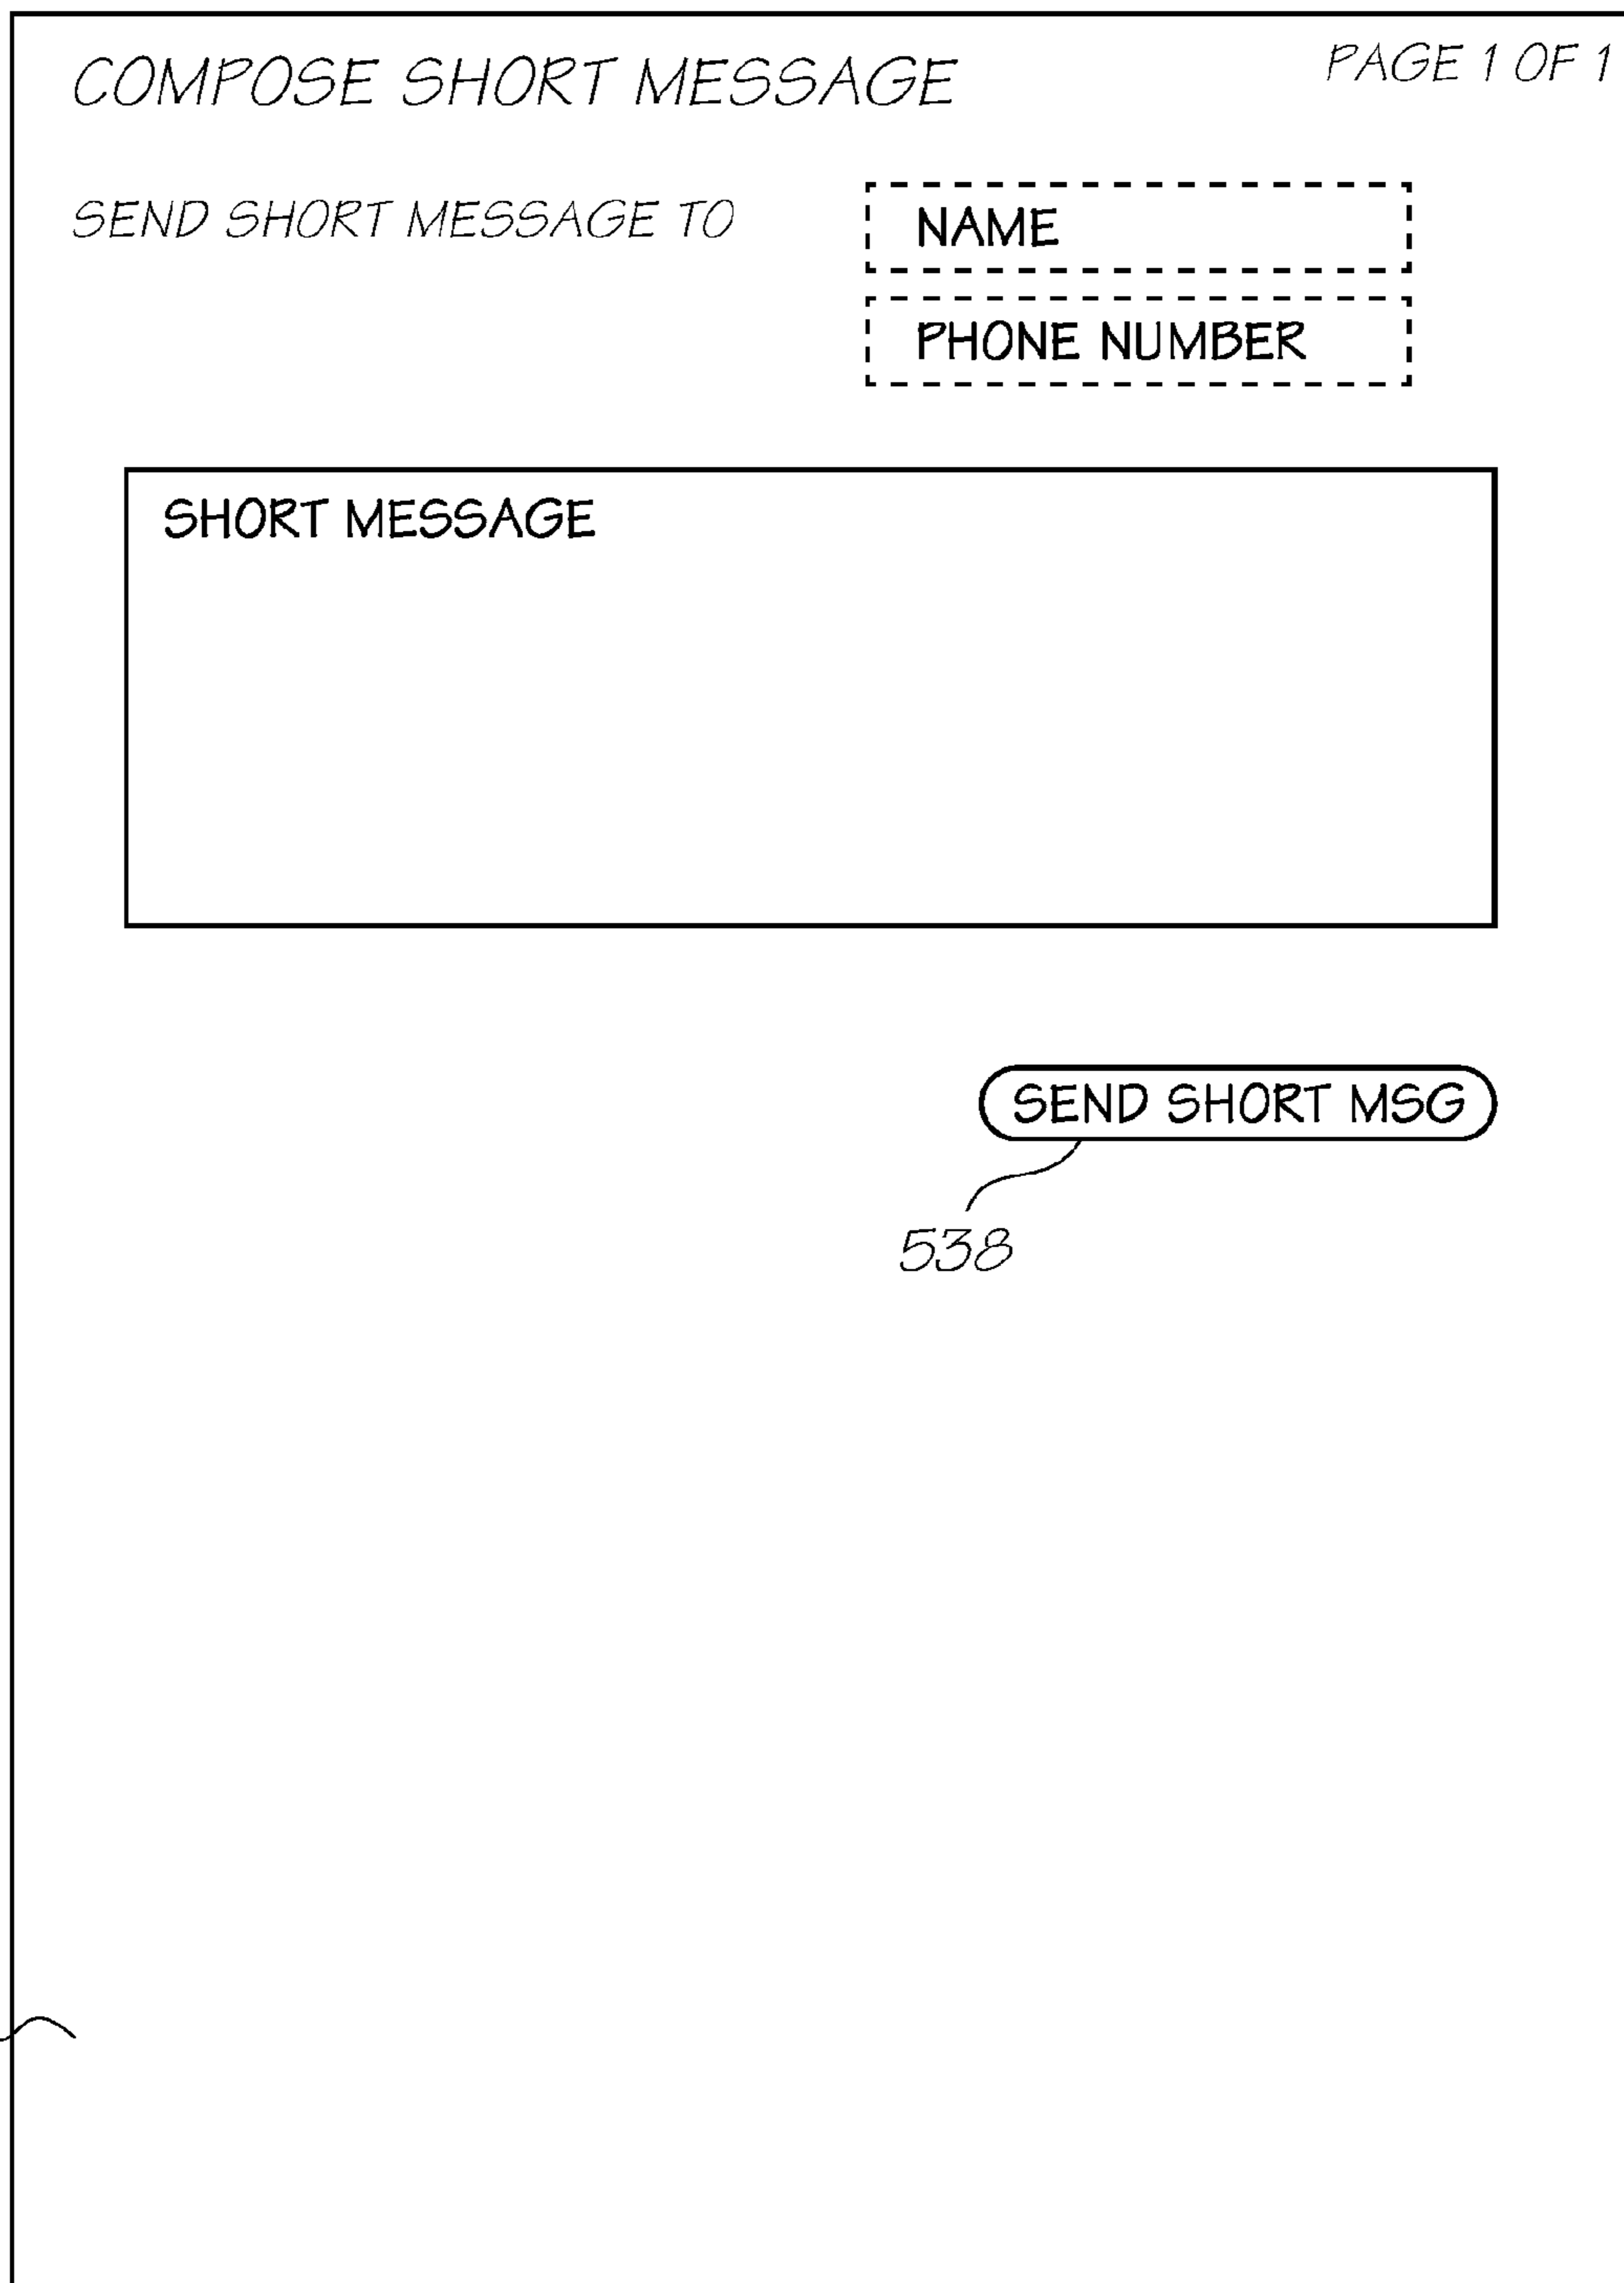 COMPOSE SHORT MESSAGE
PAGE 1 OF 1
SEND SHORT MESSAGE TO
NAME
PHONE NUMBER
SHORT MESSAGE
SEND SHORT MSG
538